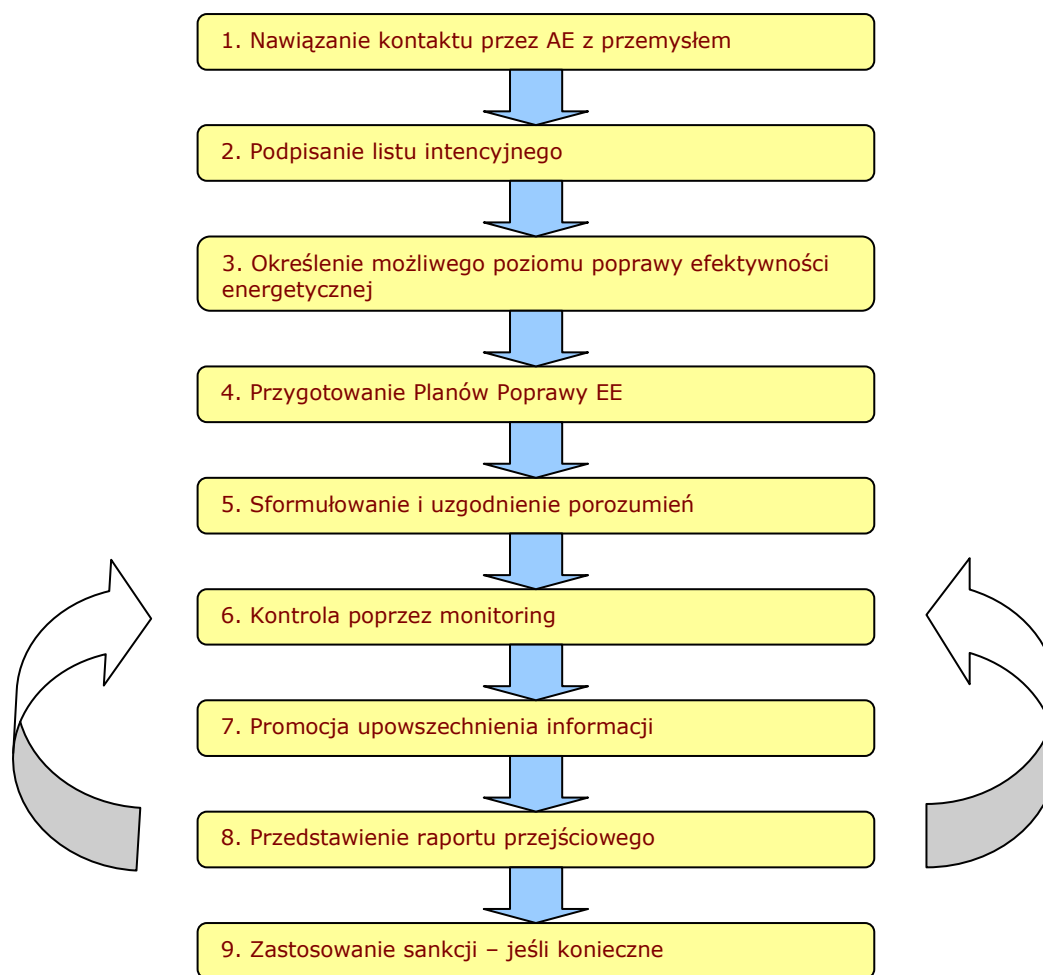 1. Nawiązanie kontaktu przez AE z przemysłem
2. Podpisanie listu intencyjnego
3. Określenie możliwego poziomu poprawy efektywności
energetycznej
4. Przygotowanie Planów Poprawy EE
5. Sformułowanie i uzgodnienie porozumień
6. Kontrola poprzez monitoring
7. Promocja upowszechnienia informacji
8. Przedstawienie raportu przejściowego
9. Zastosowanie sankcji – jeśli konieczne